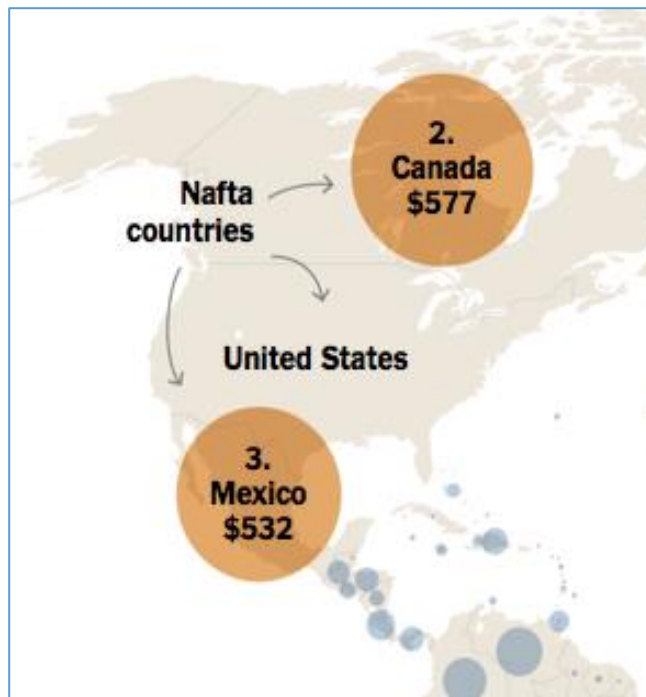 2.
Canada
$577
Nafta
countries
United States
3.
Mexico
$532